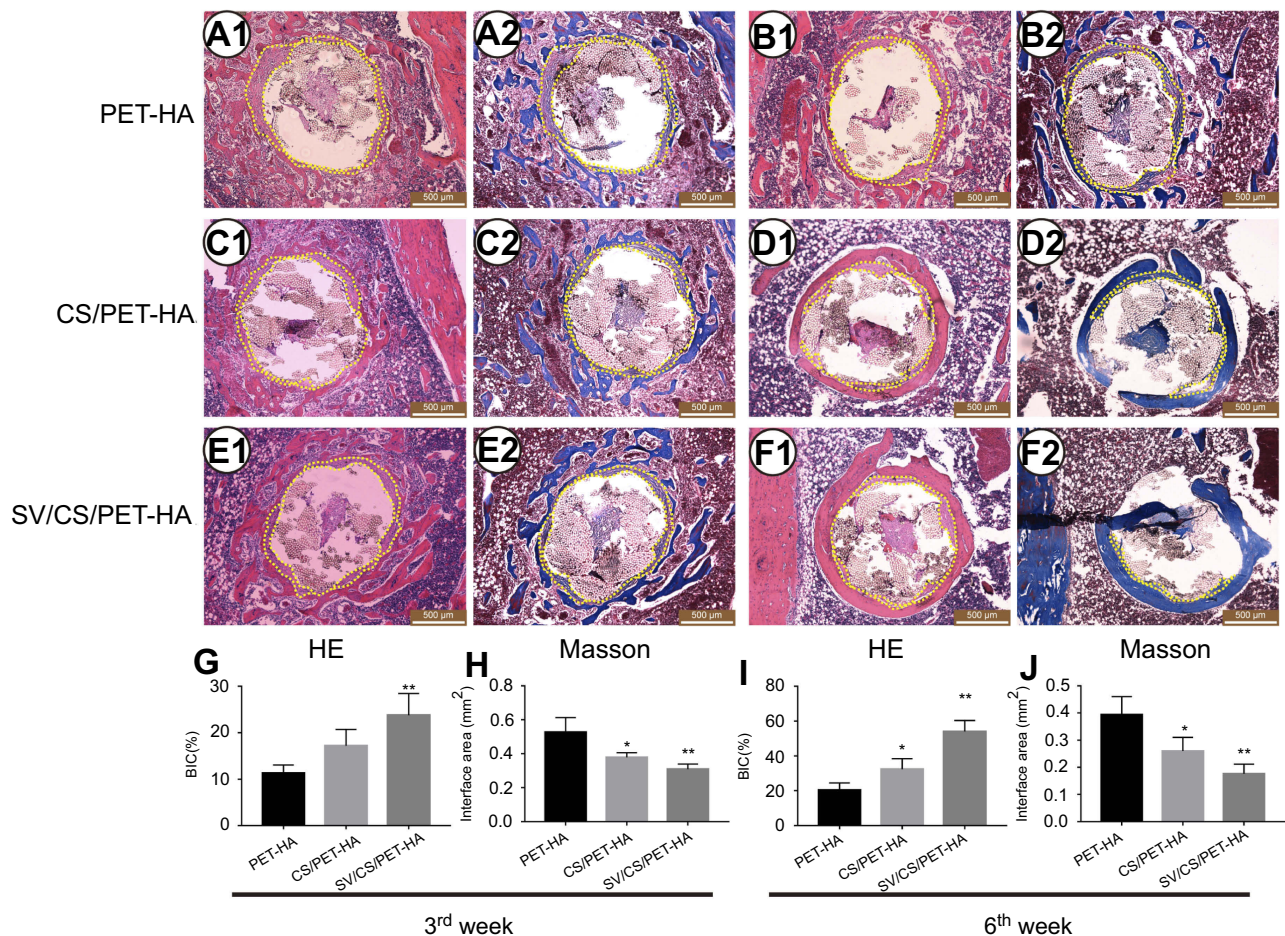 A1 A2 B1 B2
PET-HA
500 µm 500 µm 500 µm 500 µm
C1 C2 D1 D2
CS/PET-HA
500 µm 500 µm 500 µm 500 µm
E1 E2 F1 F2
SV/CS/PET-HA
500 µm 500 µm 500 µm 500 µm
HE Masson HE Masson
G
BIC(%)
30
20
10
0
**
PET-HA
CS/PET-HA
SV/CS/PET-HA
H
Interface area (mm²)
0.8
0.6
0.4
0.2
0.0
*
**
PET-HA
CS/PET-HA
SV/CS/PET-HA
I
BIC(%)
80
60
40
20
0
*
**
PET-HA
CS/PET-HA
SV/CS/PET-HA
J
Interface area (mm²)
0.5
0.4
0.3
0.2
0.1
0.0
*
**
PET-HA
CS/PET-HA
SV/CS/PET-HA
3rd week 6th week